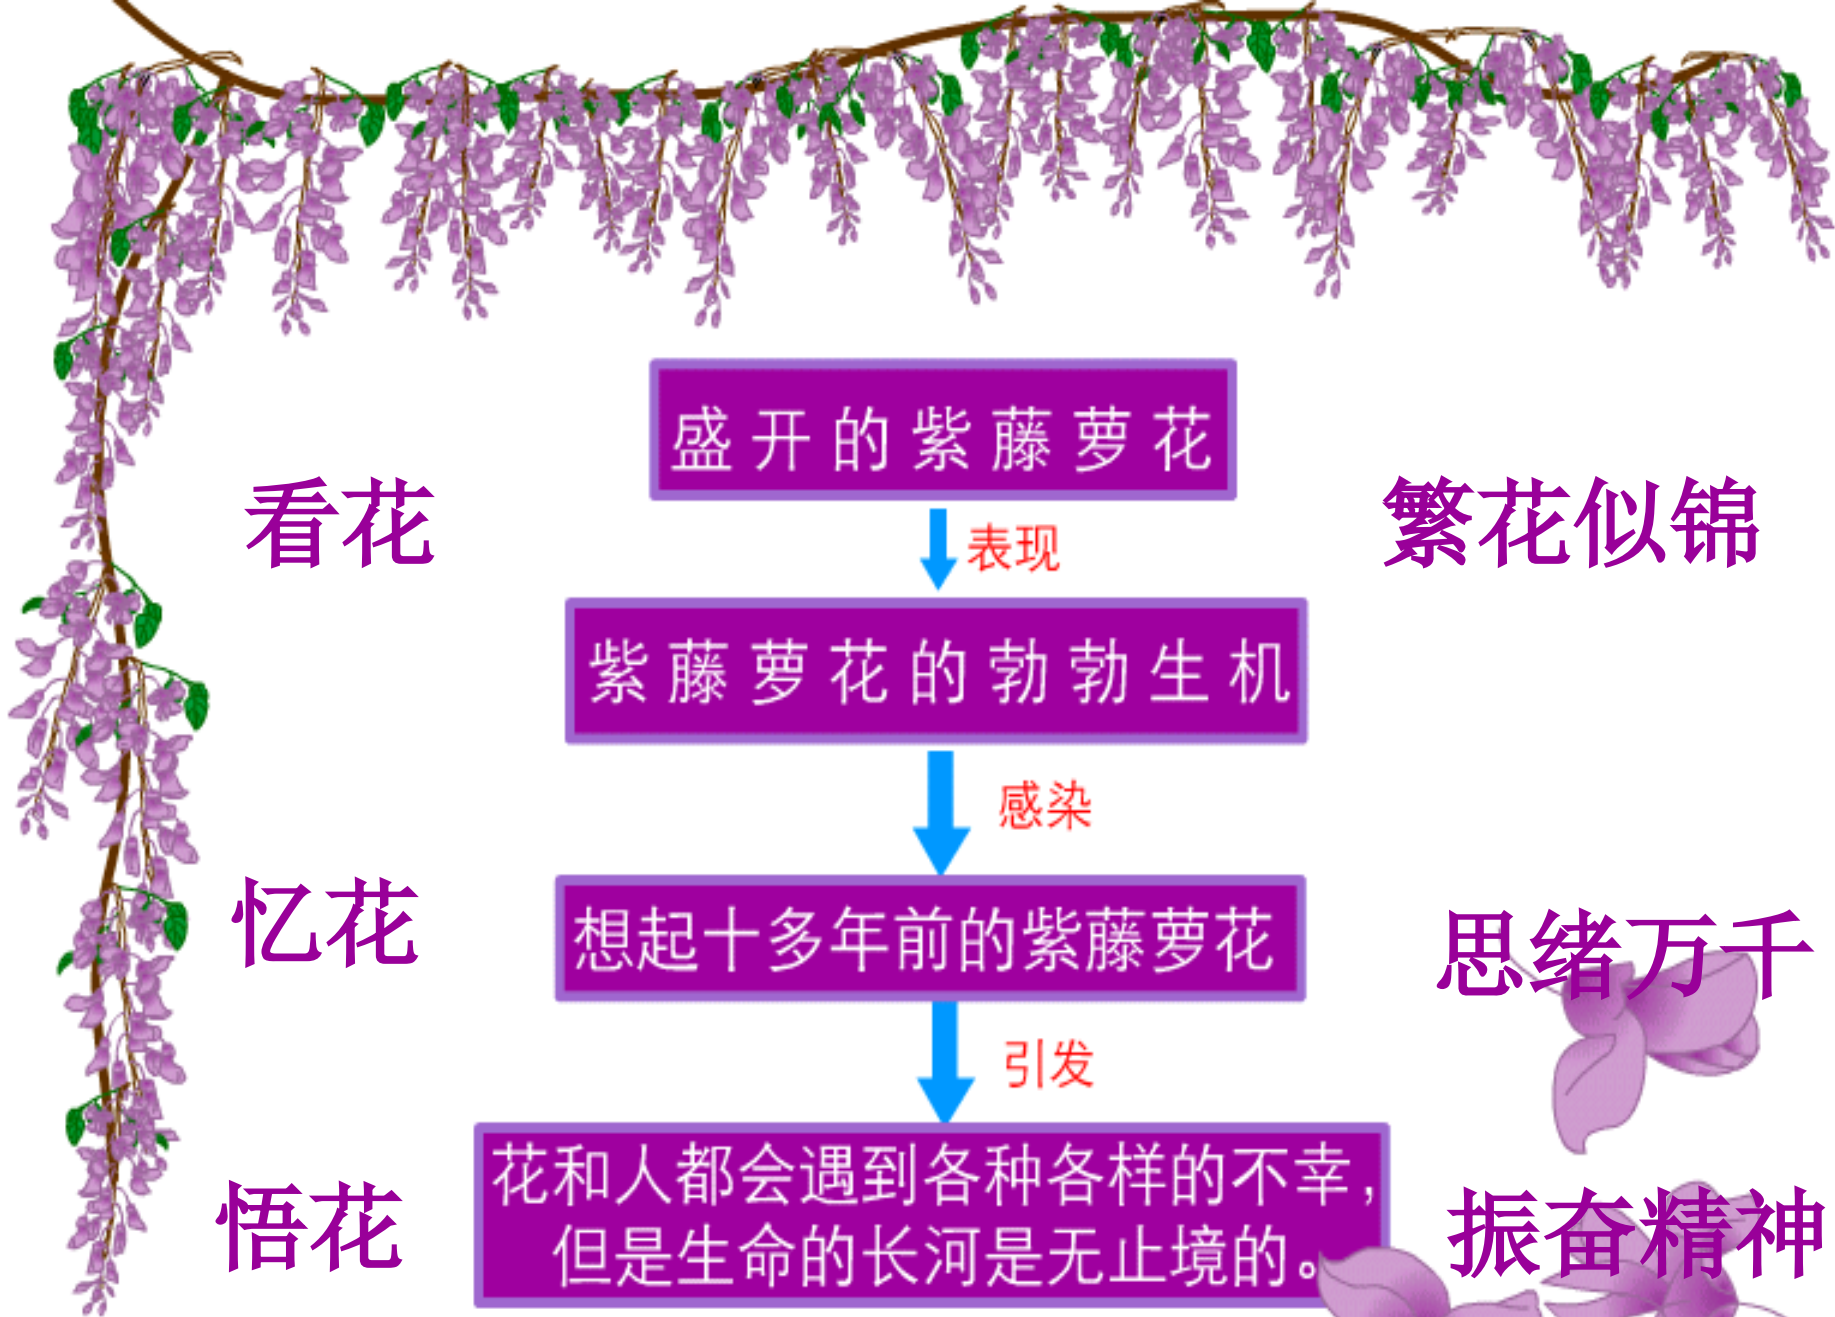 盛开的紫藤萝花
看花
繁花似锦
表现
紫藤萝花的勃勃生机
感染
忆花
想起十多年前的紫藤萝花
思绪万千
引发
悟花
花和人都会遇到各种各样的不幸，
但是生命的长河是无止境的。
振奋精神